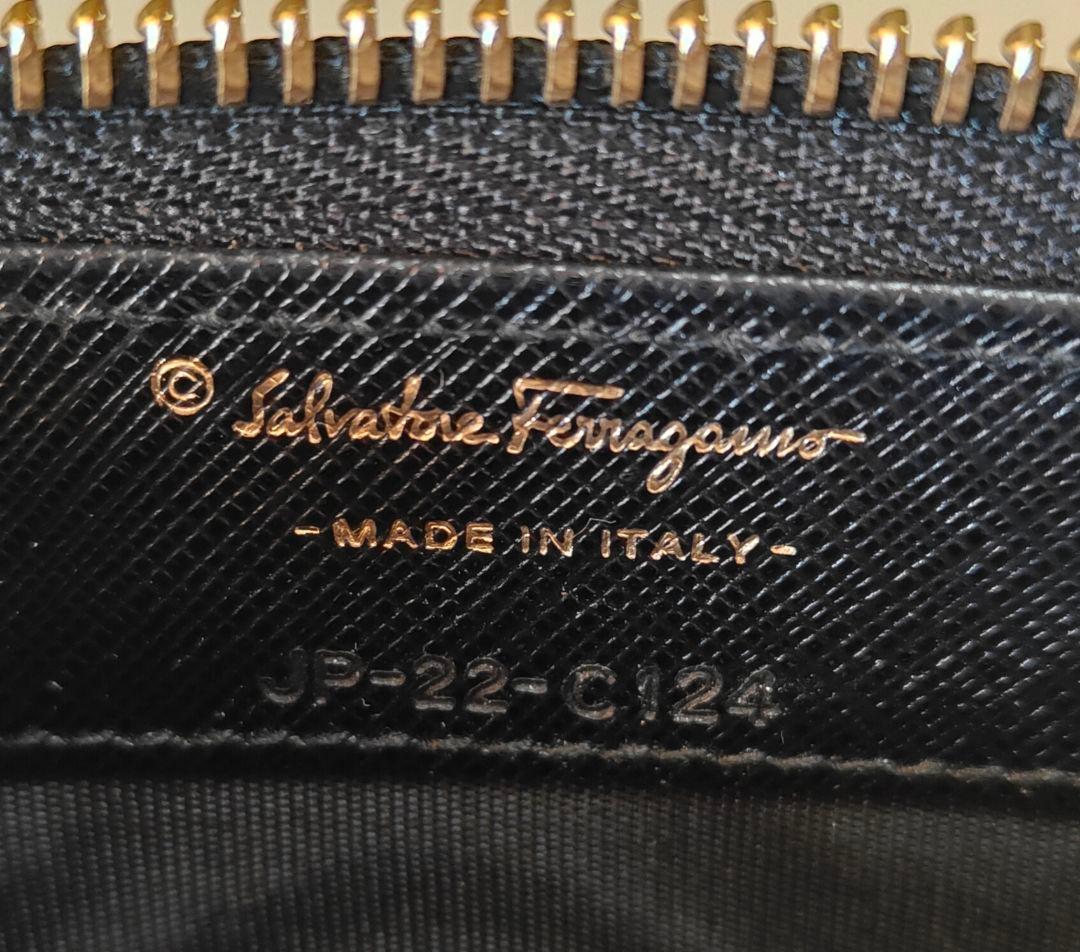 © Salvatore Ferragamo
-MADE IN ITALY-
JP-22-C124